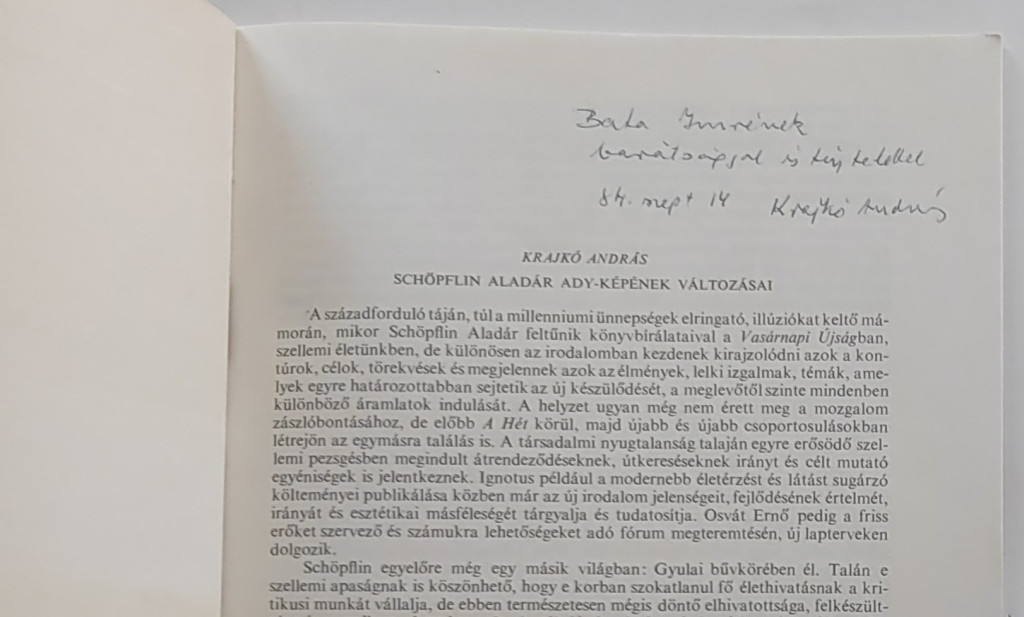 Bata Imrének
barátsággal és tisztelettel
84. szept 14 Krajkó András
KRAJKÓ ANDRÁS
SCHÖPFLIN ALADÁR ADY-KÉPÉNEK VÁLTOZÁSAI
A századforduló táján, túl a millenniumi ünnepségek elringató, illúziókat keltő má-
morán, mikor Schöpflin Aladár feltűnik könyvbírálataival a Vasárnapi Újságban,
szellemi életünkben, de különösen az irodalomban kezdenek kirajzolódni azok a kon-
túrok, célok, törekvések és megjelennek azok az élmények, lelki izgalmak, témák, ame-
lyek egyre határozottabban sejtetik az új készülődését, a meglevőtől szinte mindenben
különböző áramlatok indulását. A helyzet ugyan még nem érett meg a mozgalom
zászlóbontásához, de előbb A Hét körül, majd újabb és újabb csoportosulásokban
létrejön az egymásra találás is. A társadalmi nyugtalanság talaján egyre erősödő szel-
lemi pezsgésben megindult átrendeződéseknek, útkereséseknek irányt és célt mutató
egyéniségek is jelentkeznek. Ignotus például a modernebb életérzést és látást sugárzó
költeményei publikálása közben már az új irodalom jelenségeit, fejlődésének értelmét,
irányát és esztétikai másféleségét tárgyalja és tudatosítja. Osvát Ernő pedig a friss
erőket szervező és számukra lehetőségeket adó fórum megteremtésén, új lapterveken
dolgozik.
Schöpflin egyelőre még egy másik világban: Gyulai bűvkörében él. Talán e
szellemi apaságnak is köszönhető, hogy e korban szokatlanul fő élethivatásnak a kri-
tikusi munkát vállalja, de ebben természetesen mégis döntő elhivatottsága, felkészült-